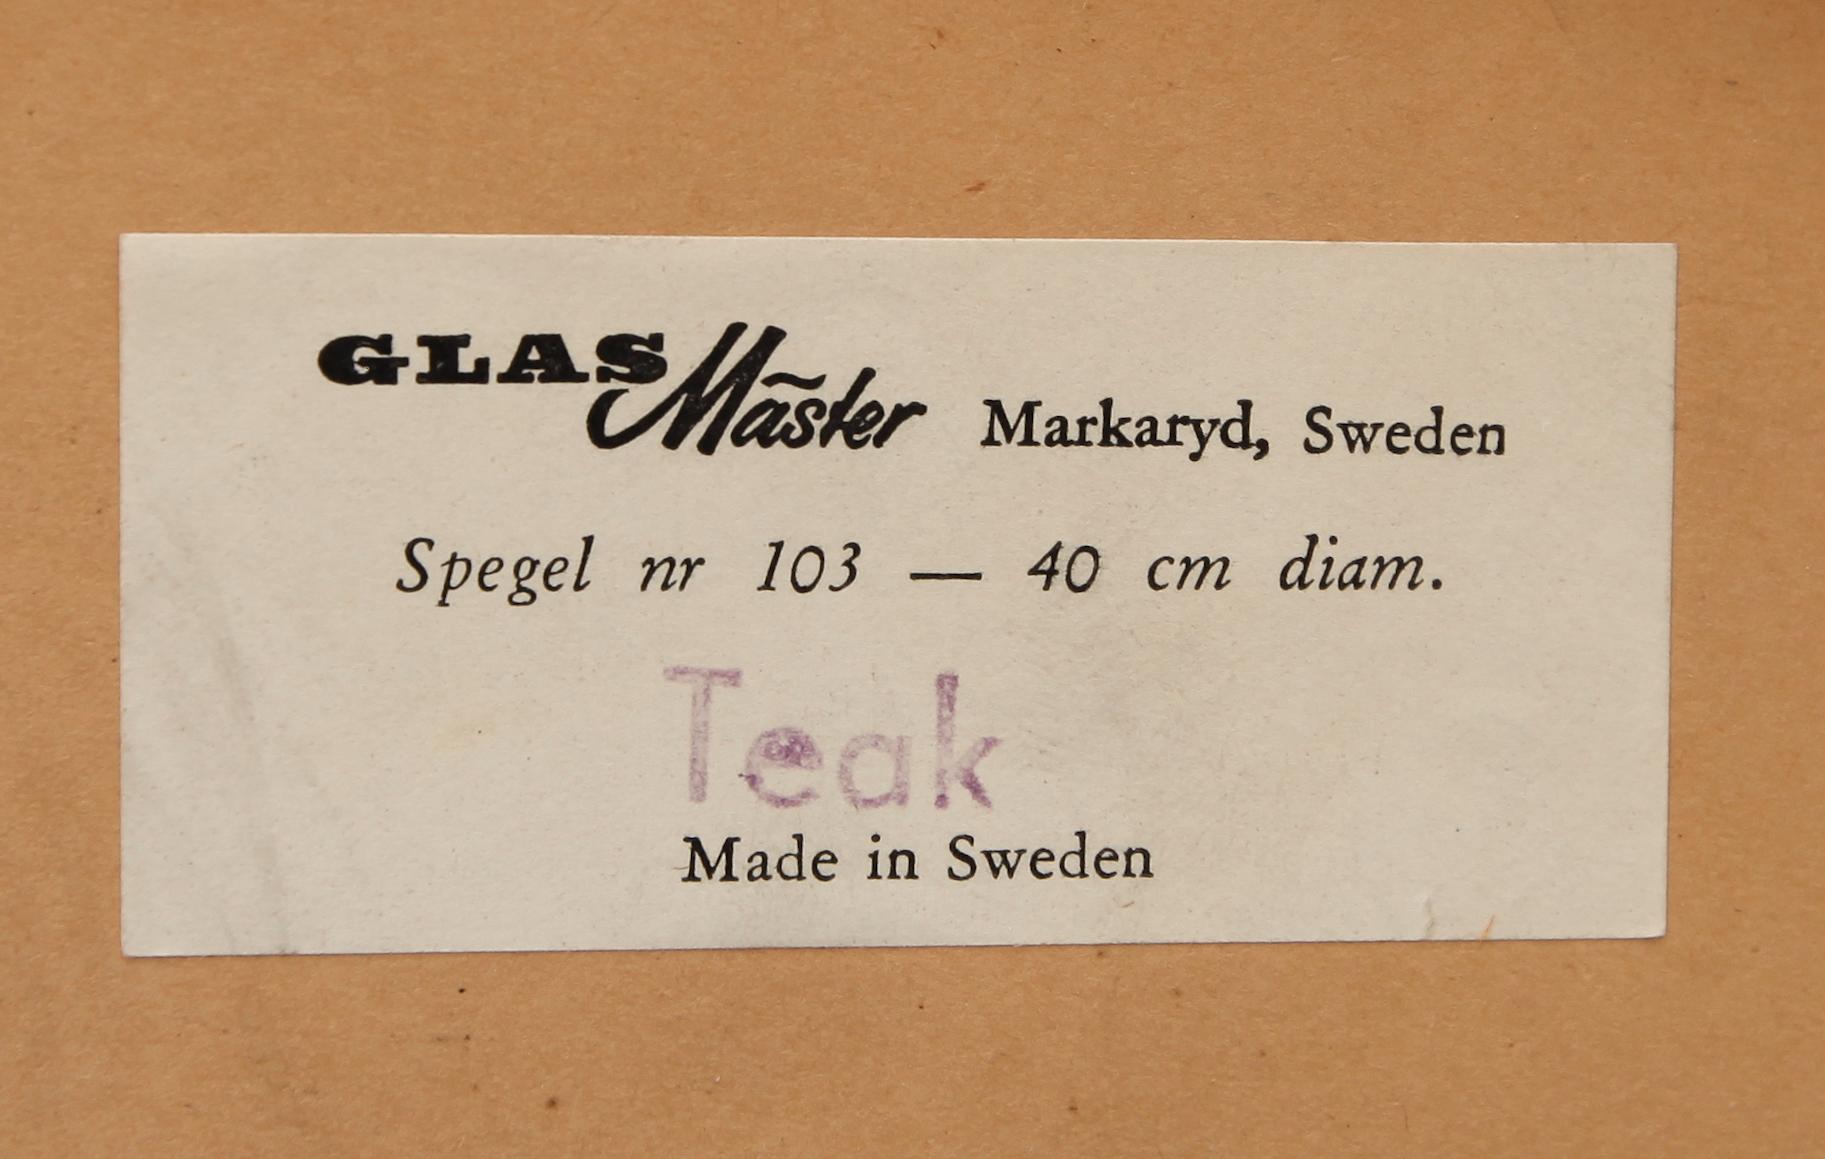 GLAS Mäster Markaryd, Sweden
Spegel nr 103 — 40 cm diam.
Teak
Made in Sweden